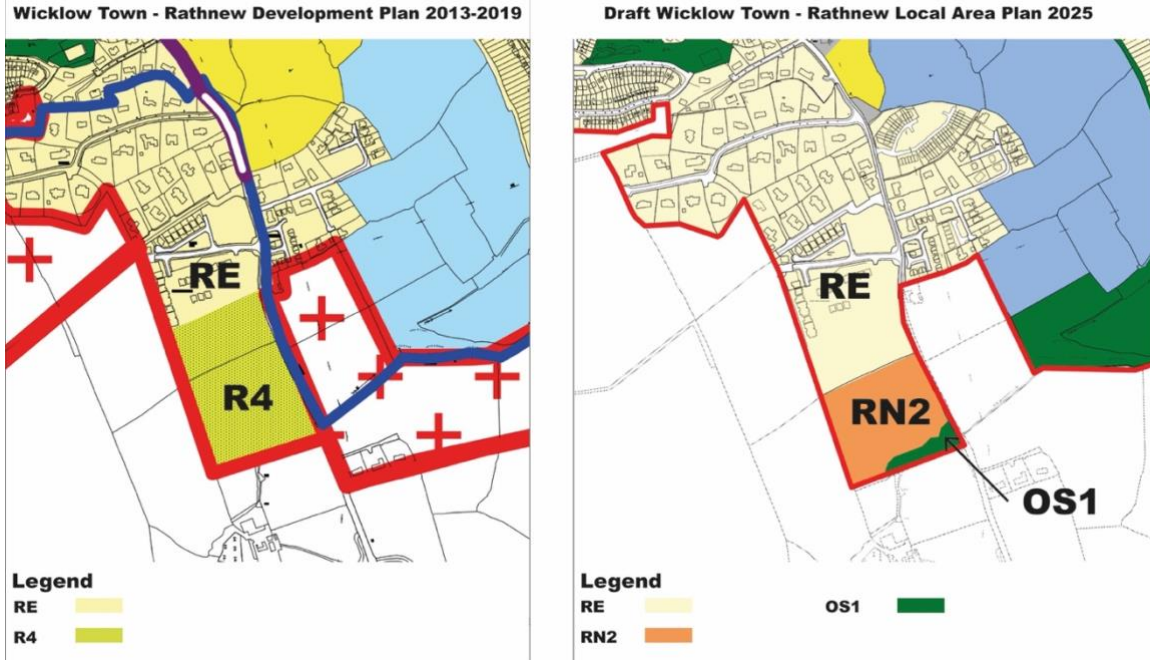 Wicklow Town - Rathnew Development Plan 2013-2019
RE
R4
Legend
RE
R4
Draft Wicklow Town - Rathnew Local Area Plan 2025
RE
RN2
OS1
Legend
RE
OS1
RN2